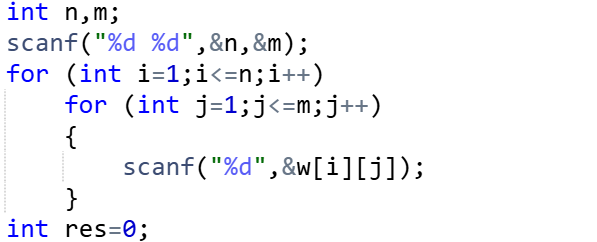 int n,m;
scanf("%d %d",&n,&m);
for (int i=1;i<=n;i++)
    for (int j=1;j<=m;j++)
    {
        scanf("%d",&w[i][j]);
    }
int res=0;